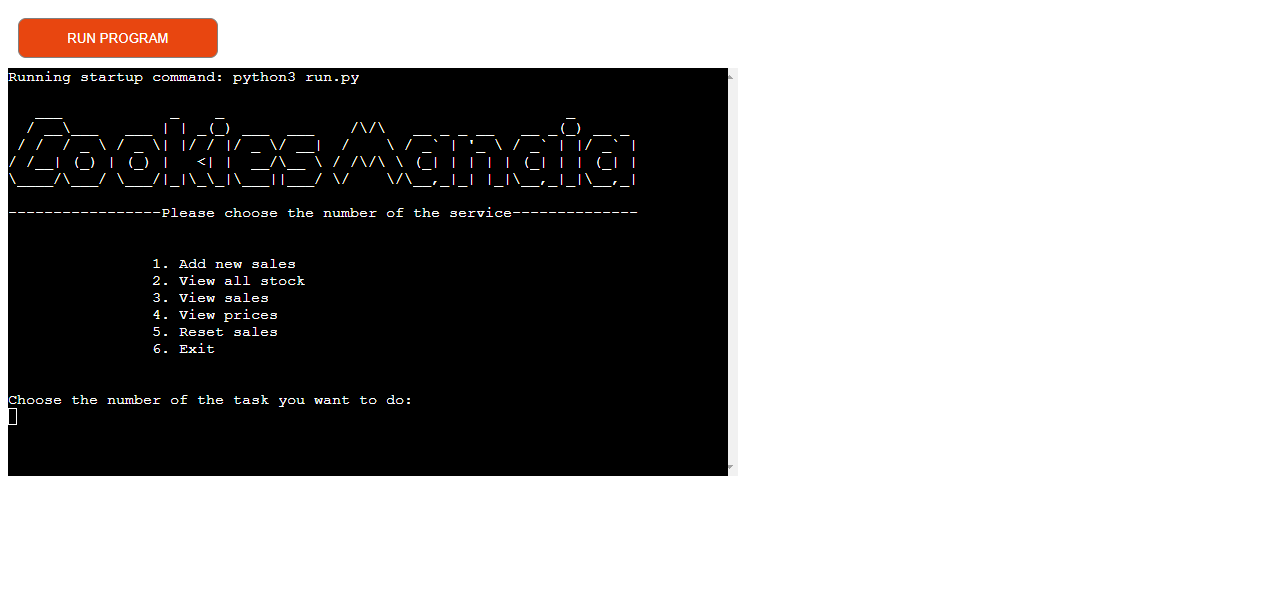 RUN PROGRAM
Running startup command: python3 run.py
Cookies Mandia
-----------------Please choose the number of the service--------------
1. Add new sales
2. View all stock
3. View sales
4. View prices
5. Reset sales
6. Exit
Choose the number of the task you want to do: